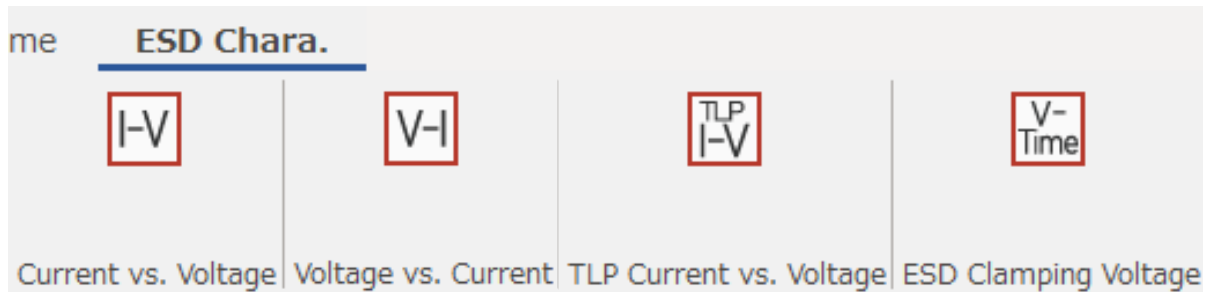 me ESD Chara.
I-V V-I TLP I-V V-Time
Current vs. Voltage Voltage vs. Current TLP Current vs. Voltage ESD Clamping Voltage